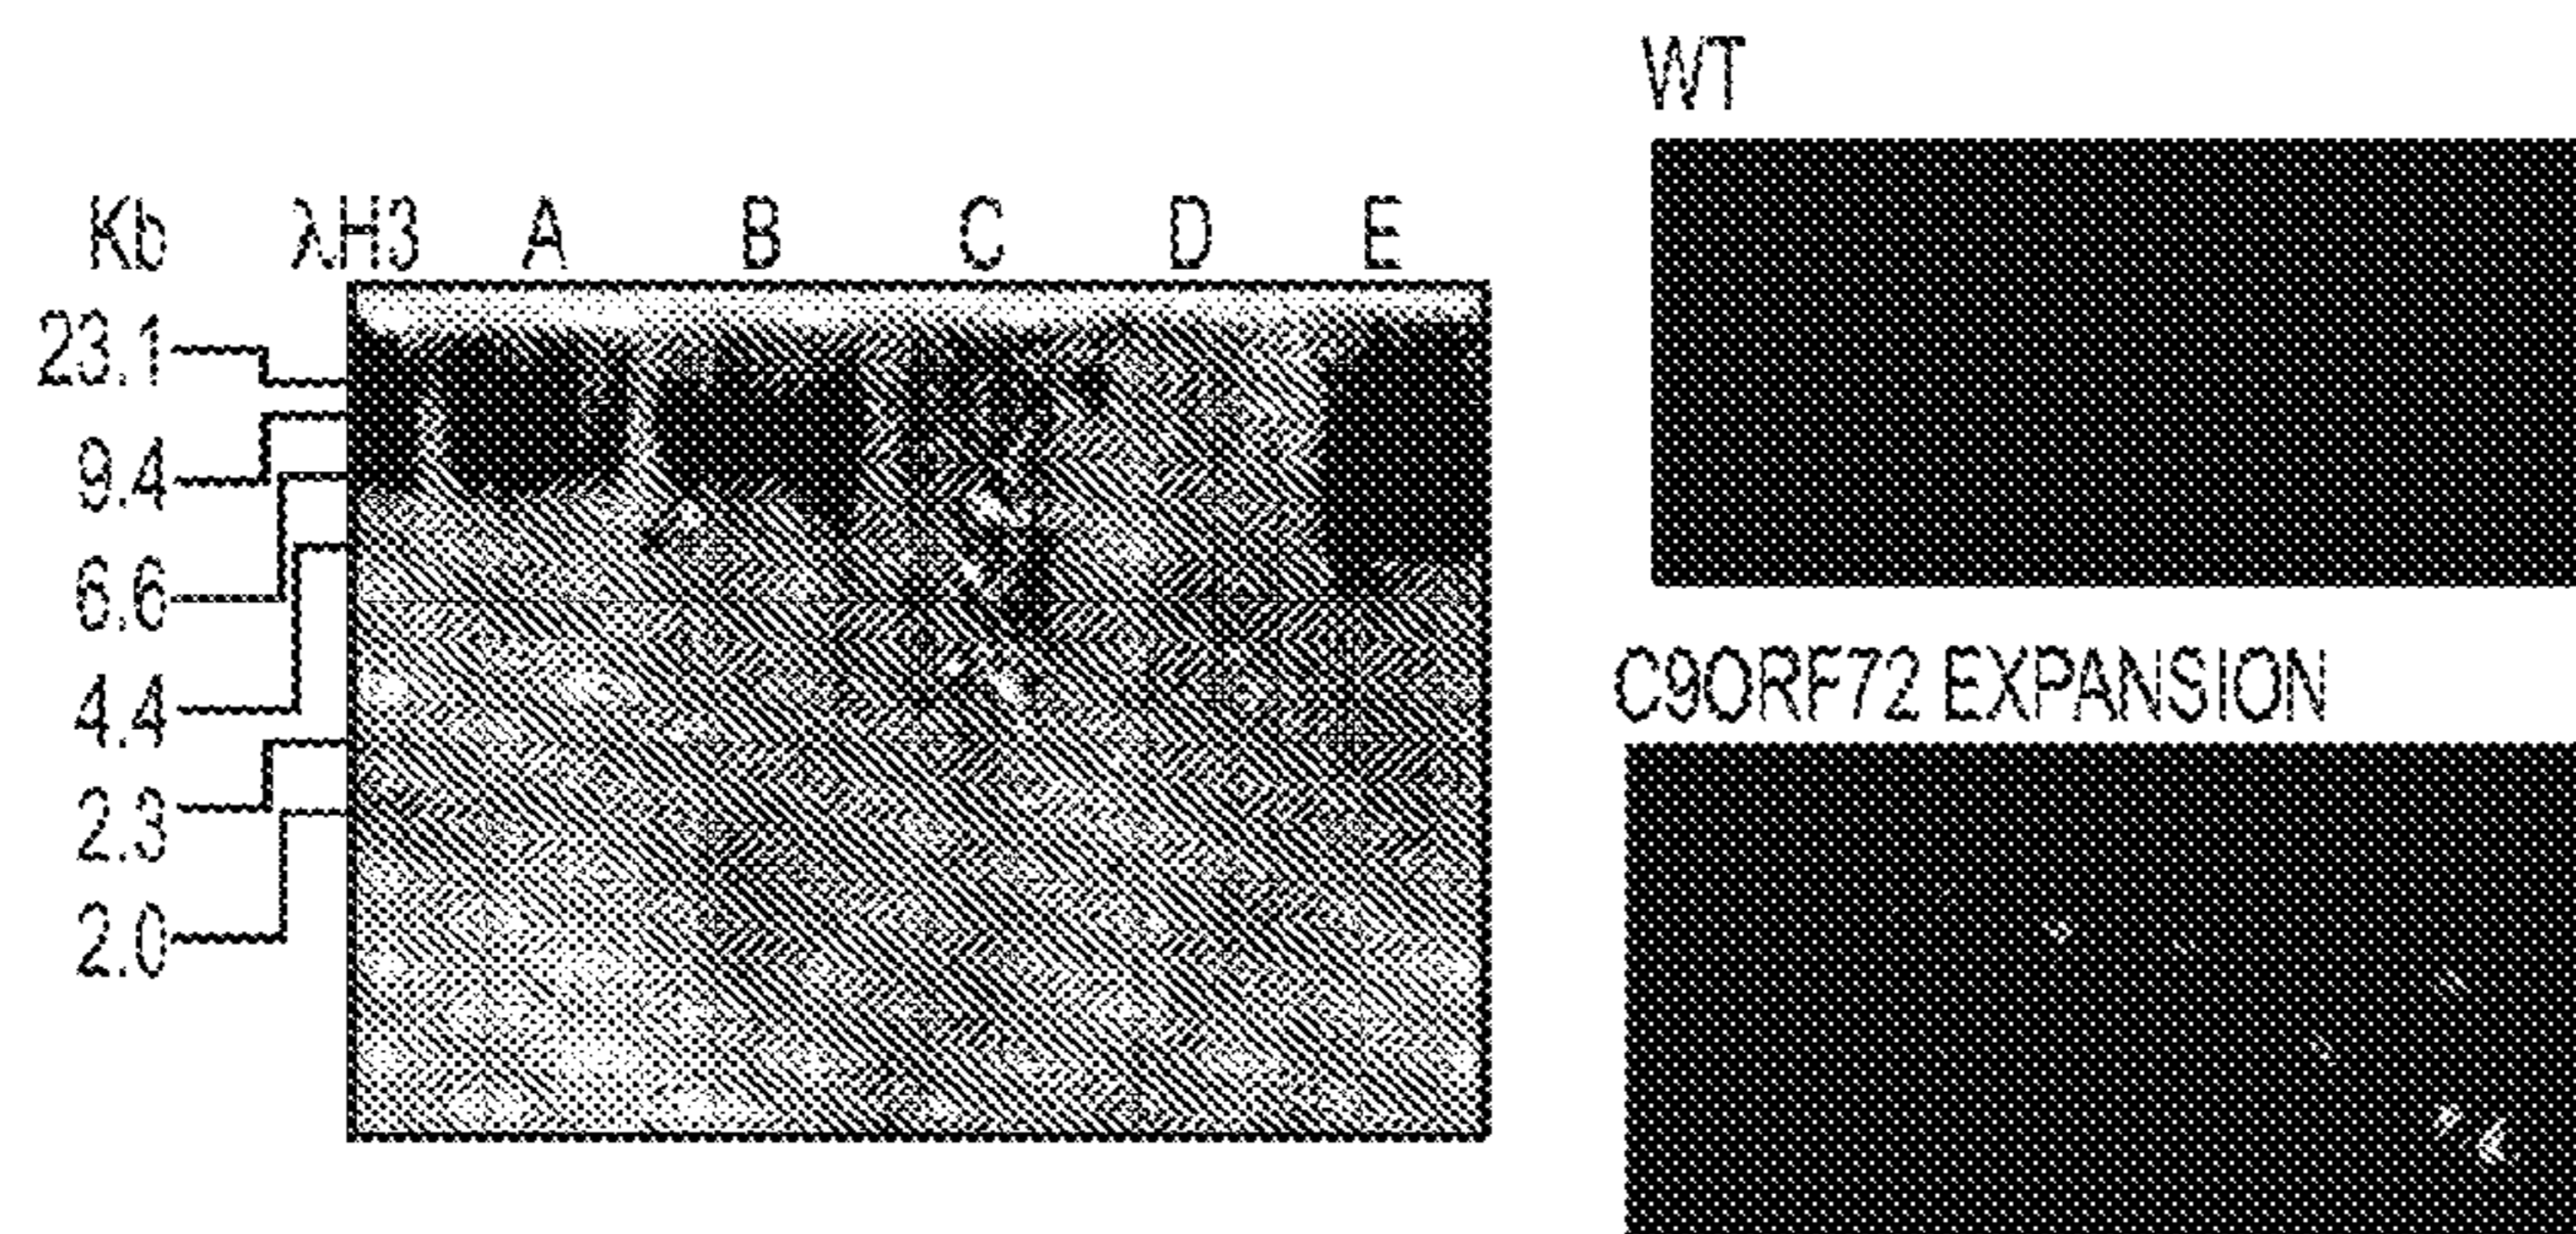 WT
Kb λH3 A B C D E
23.1
9.4
6.6
4.4
2.3
2.0
C9ORF72 EXPANSION